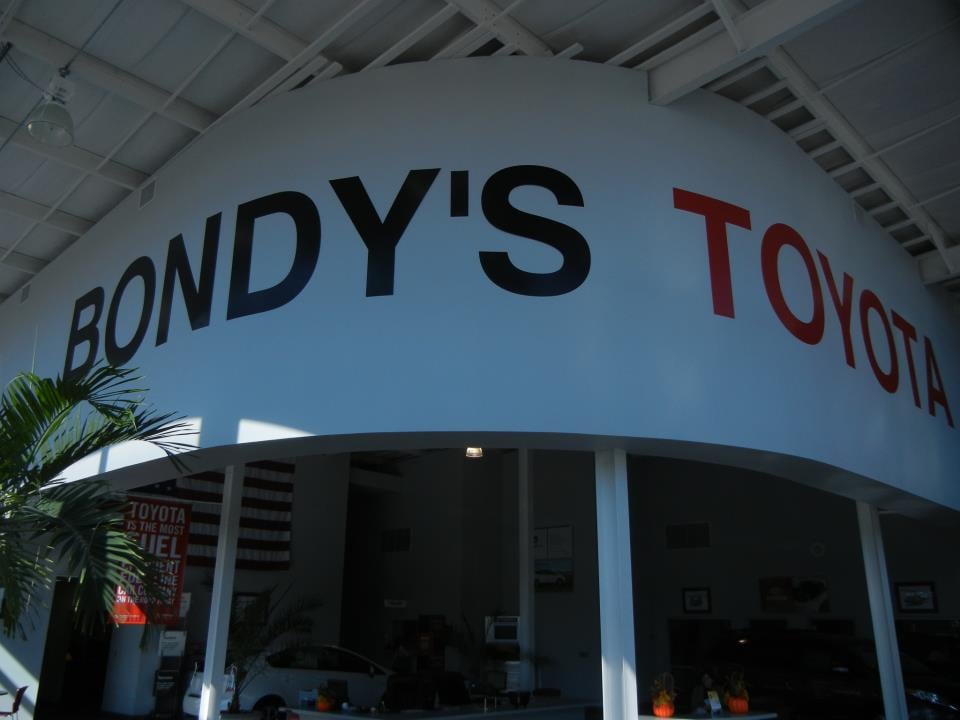 BONDY'S TOYOTA
TOYOTA
IS THE MOST
FUEL